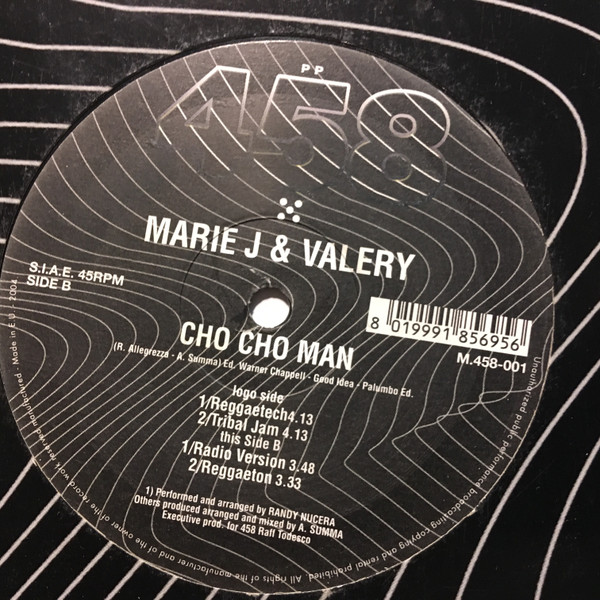 PP
458
MARIE J & VALERY
S.I.A.E. 45RPM
SIDE B
8 019991 856956
M.458-001
CHO CHO MAN
(R. Allegrezza - A. Summa) Ed. Warner Chappell - Good Idea - Palumbo Ed.
logo side
1/Reggaetech4.13
2/Tribal Jam 4.13
this Side B
1/Radio Version 3.48
2/Reggaeton 3.33
1) Performed and arranged by RANDY NUCERA
Others produced arranged and mixed by A. SUMMA
Executive prod. for 458 Raff Todesco
Unauthorized public performance broadcasting copying and rental prohibited. All rights of the manufacturer and of the owner of the record work reserved manufactured - Made in E.U. - 2004